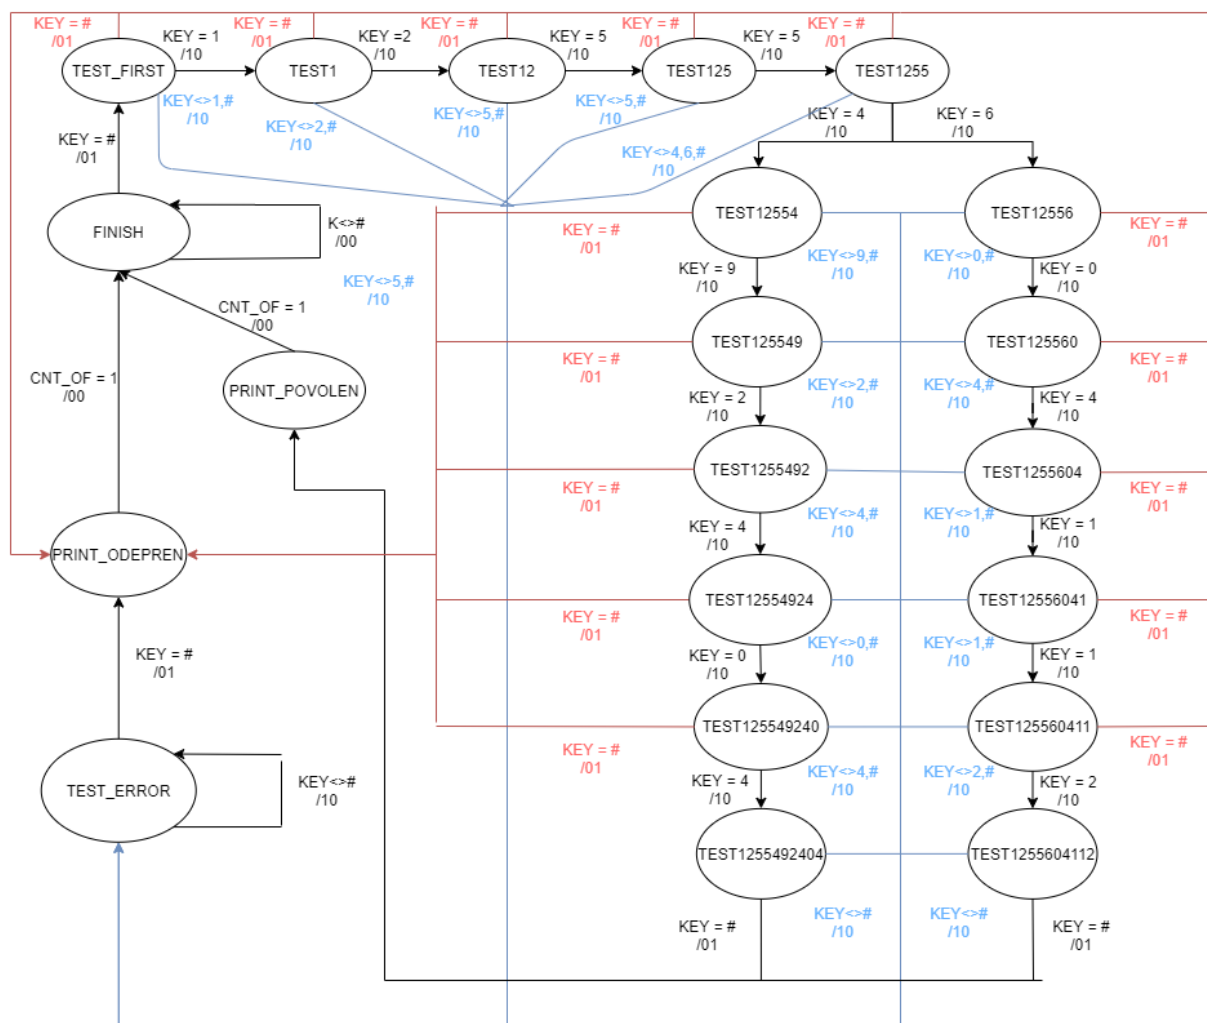 KEY = #
/01
KEY = 1
/10
KEY = #
/01
KEY =2
/10
KEY = #
/01
KEY = 5
/10
KEY = #
/01
KEY = 5
/10
KEY = #
/01
TEST_FIRST
TEST1
TEST12
TEST125
TEST1255
KEY<>1,#
/10
KEY<>2,#
/10
KEY<>5,#
/10
KEY<>5,#
/10
KEY<>4,6,#
/10
KEY = 4
/10
KEY = 6
/10
KEY = #
/01
FINISH
K<>#
/00
KEY<>5,#
/10
CNT_OF = 1
/00
CNT_OF = 1
/00
PRINT_POVOLEN
PRINT_ODEPREN
KEY = #
/01
TEST_ERROR
KEY<>#
/10
TEST12554
TEST12556
KEY = #
/01
KEY<>9,#
/10
KEY<>0,#
/10
KEY = #
/01
KEY = 9
/10
KEY = 0
/10
TEST125549
TEST125560
KEY = #
/01
KEY<>2,#
/10
KEY<>4,#
/10
KEY = #
/01
KEY = 2
/10
KEY = 4
/10
TEST1255492
TEST1255604
KEY = #
/01
KEY<>4,#
/10
KEY<>1,#
/10
KEY = #
/01
KEY = 4
/10
KEY = 1
/10
TEST12554924
TEST12556041
KEY = #
/01
KEY<>0,#
/10
KEY<>1,#
/10
KEY = #
/01
KEY = 0
/10
KEY = 1
/10
TEST125549240
TEST125560411
KEY = #
/01
KEY<>4,#
/10
KEY<>2,#
/10
KEY = #
/01
KEY = 4
/10
KEY = 2
/10
TEST1255492404
TEST1255604112
KEY = #
/01
KEY<>#
/10
KEY<>#
/10
KEY = #
/01